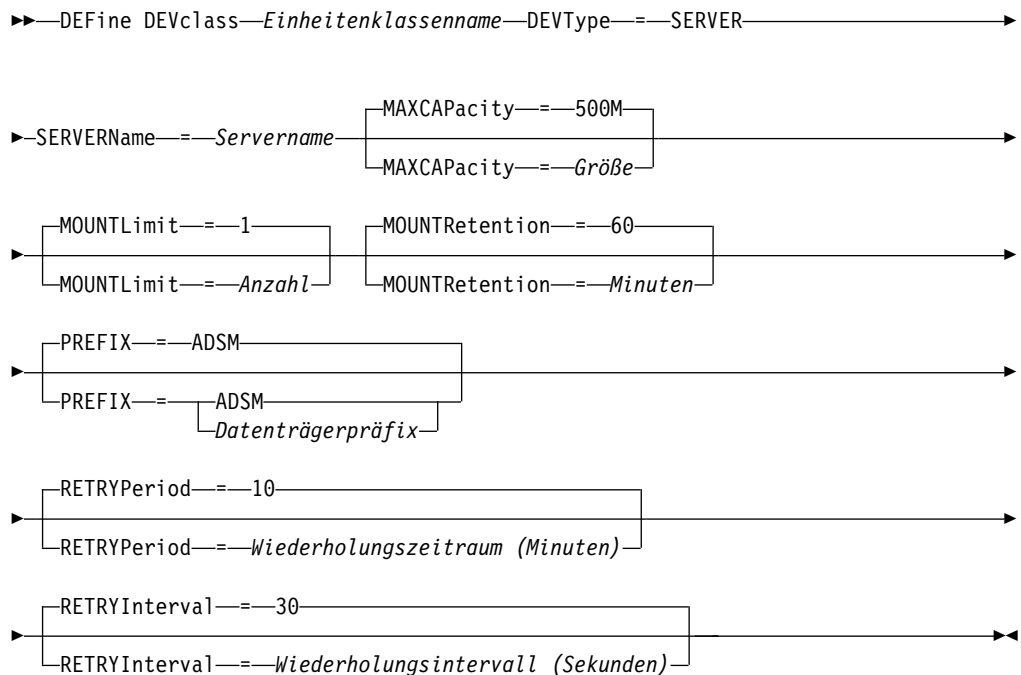 DEFine DEVclass Einheitenklassenname DEVType = SERVER
SERVERName = Servername MAXCAPacity = 500M
MAXCAPacity = Größe
MOUNTLimit = 1 MOUNTRetention = 60
MOUNTLimit = Anzahl MOUNTRetention = Minuten
PREFIX = ADSM
PREFIX = ADSM
Datenträgerpräfix
RETRYPeriod = 10
RETRYPeriod = Wiederholungszeitraum (Minuten)
RETRYInterval = 30
RETRYInterval = Wiederholungsintervall (Sekunden)